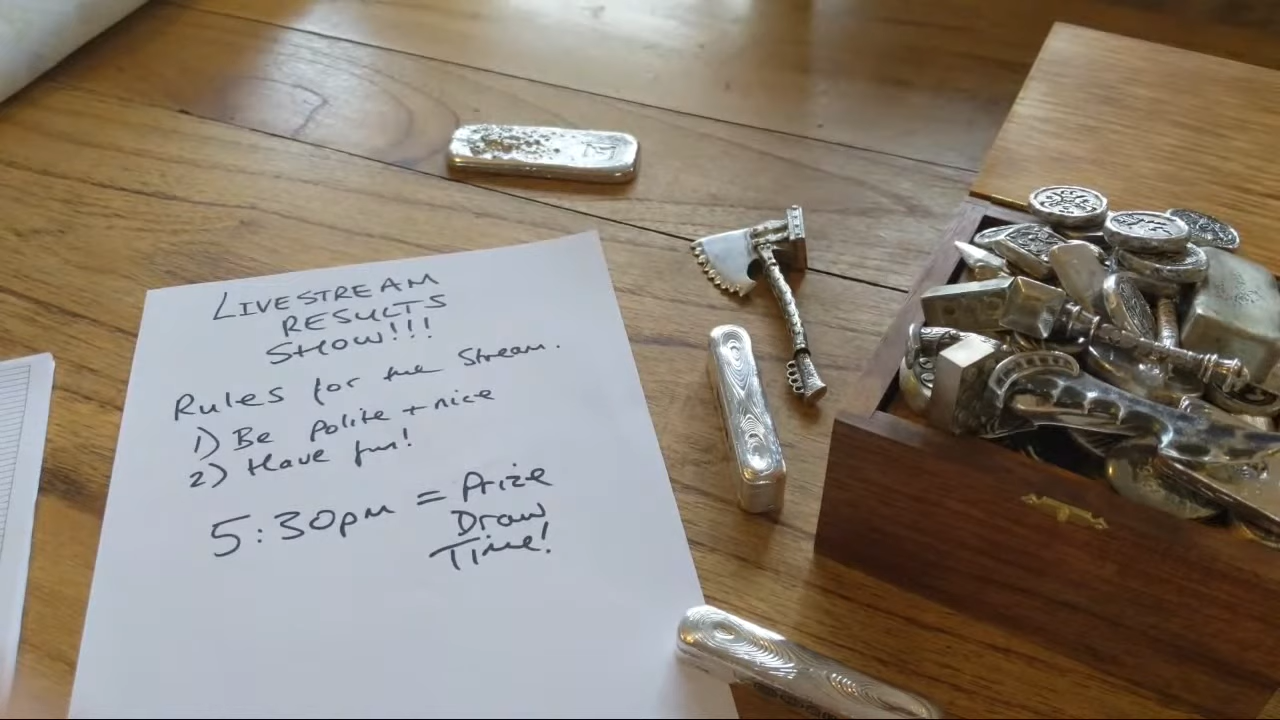 LIVESTREAM
RESULTS
SHOW!!!
Rules for the Stream.
1) Be polite + nice
2) Have fun!
5:30pm = Prize
Draw
Time!